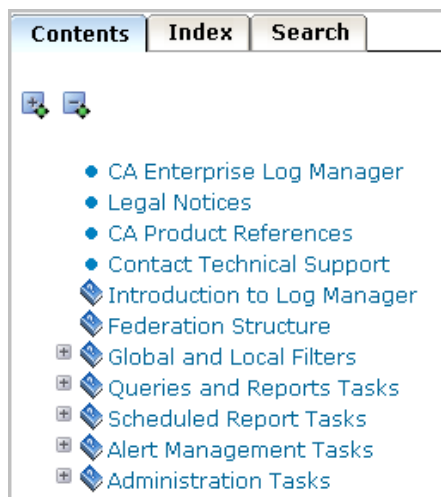 Contents Index Search
CA Enterprise Log Manager
Legal Notices
CA Product References
Contact Technical Support
Introduction to Log Manager
Federation Structure
Global and Local Filters
Queries and Reports Tasks
Scheduled Report Tasks
Alert Management Tasks
Administration Tasks